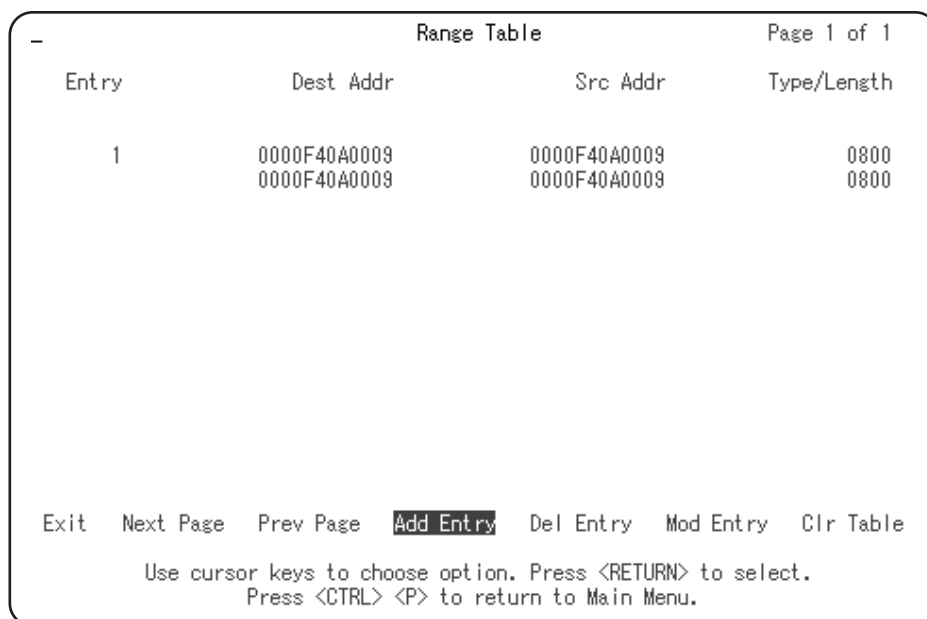 _ Range Table Page 1 of 1
Entry Dest Addr Src Addr Type/Length
1 0000F40A0009 0000F40A0009 0800
0000F40A0009 0000F40A0009 0800
Exit Next Page Prev Page Add Entry Del Entry Mod Entry Clr Table
Use cursor keys to choose option. Press <RETURN> to select.
Press <CTRL> <P> to return to Main Menu.